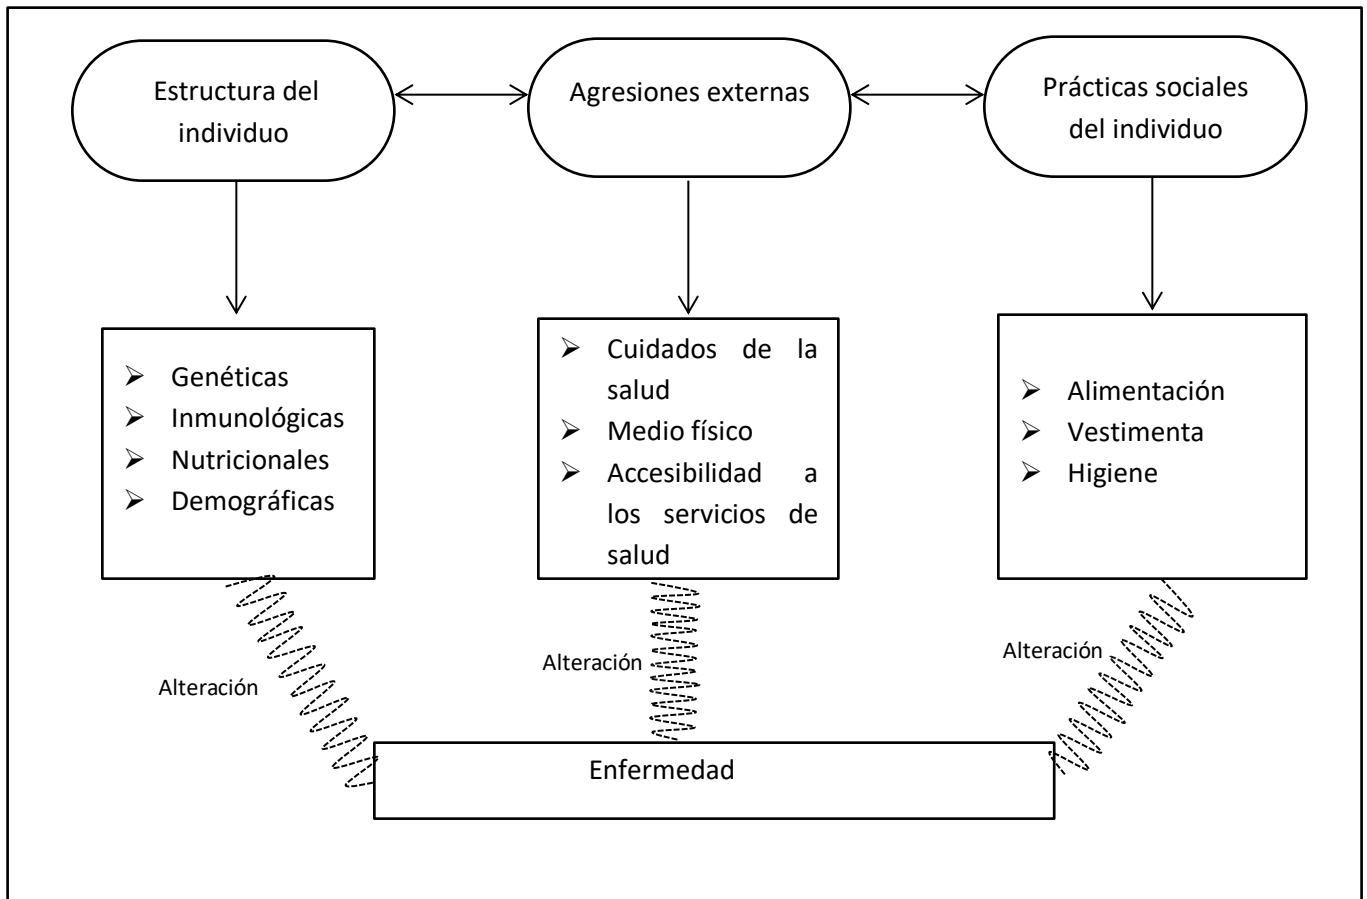 Estructura del
individuo
Agresiones externas
Prácticas sociales
del individuo
➢ Genéticas
➢ Inmunológicas
➢ Nutricionales
➢ Demográficas
➢ Cuidados de la
salud
➢ Medio físico
➢ Accesibilidad a
los servicios de
salud
➢ Alimentación
➢ Vestimenta
➢ Higiene
Alteración
Alteración
Alteración
Enfermedad